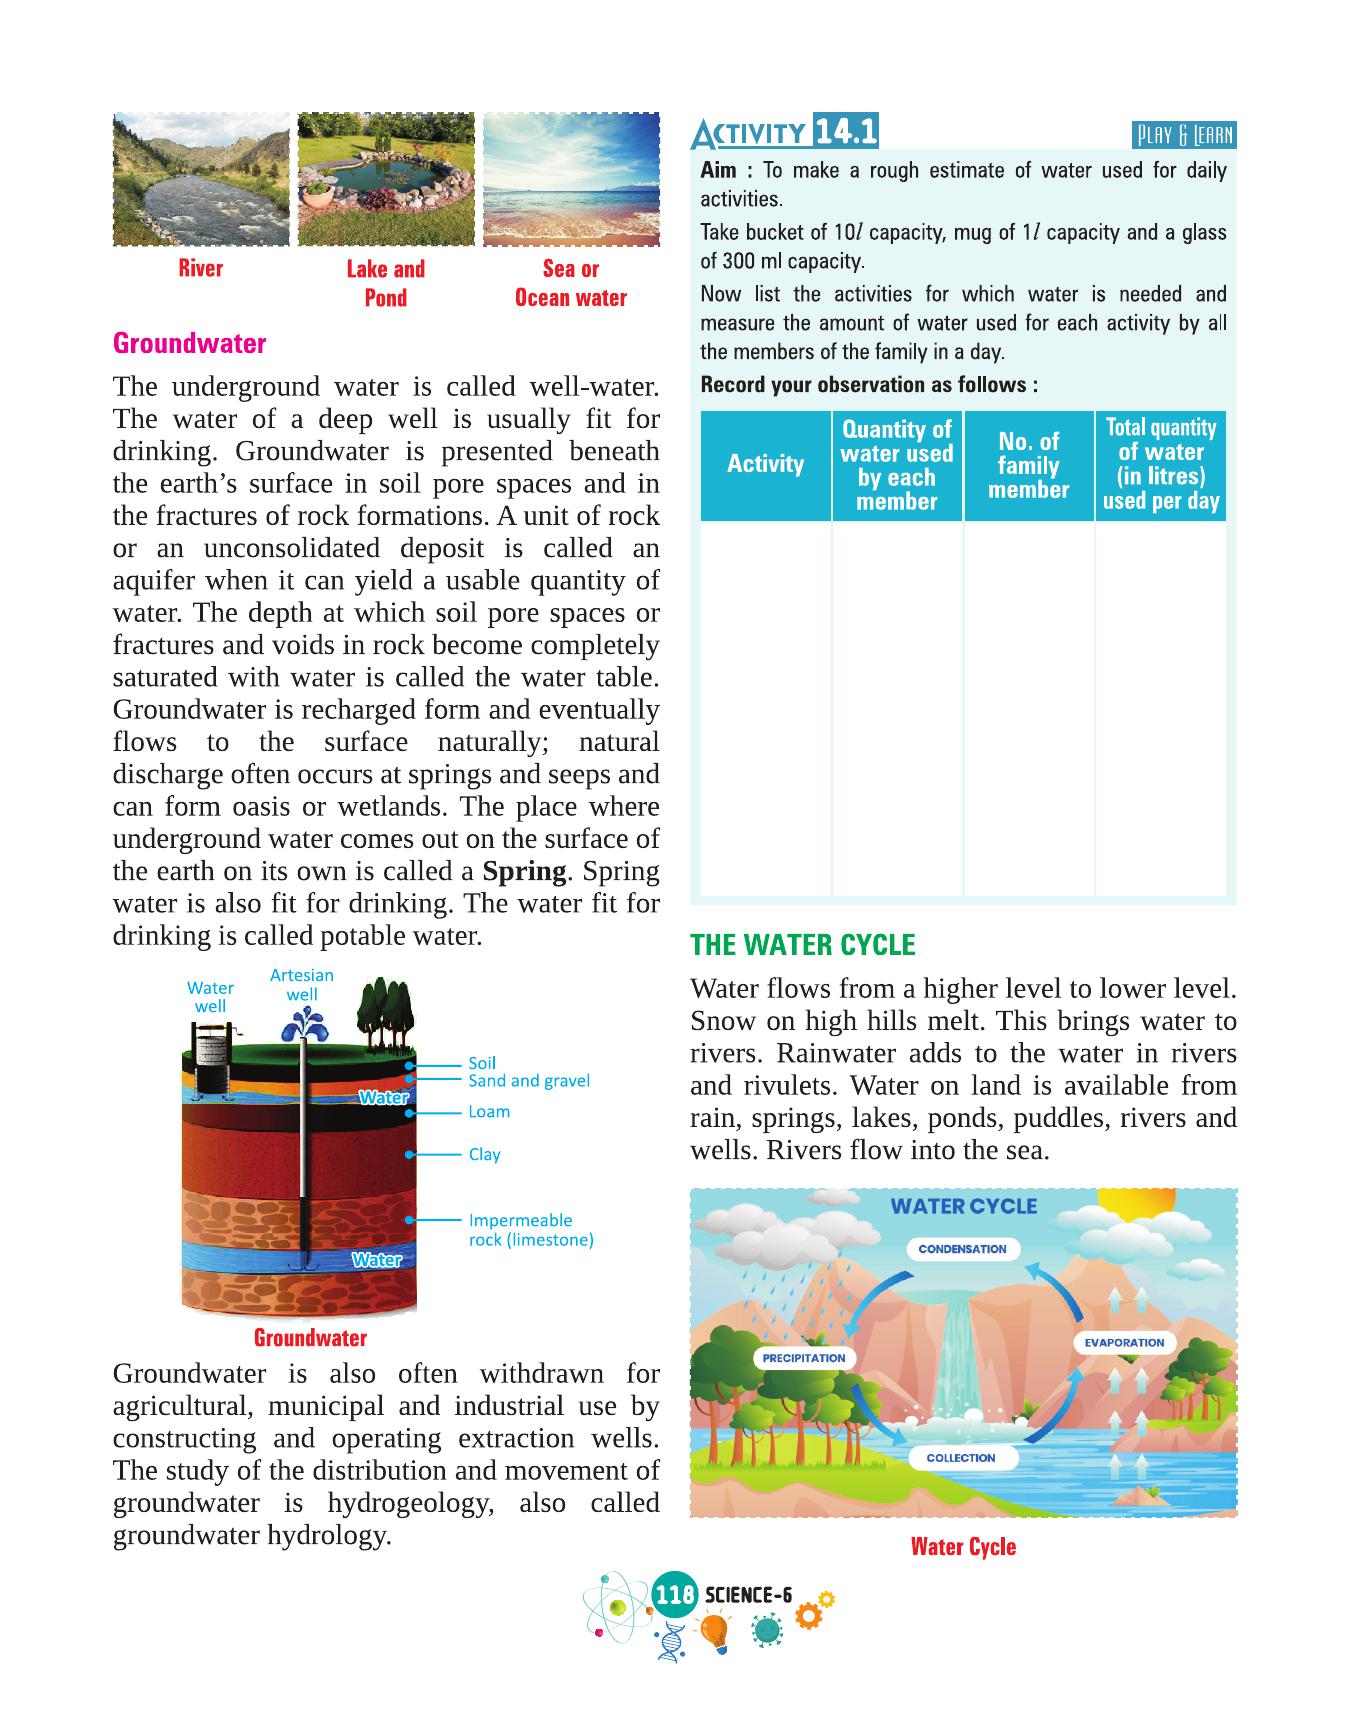 River
Lake and
Pond
Sea or
Ocean water
Groundwater
The underground water is called well-water.
The water of a deep well is usually fit for
drinking. Groundwater is presented beneath
the earth’s surface in soil pore spaces and in
the fractures of rock formations. A unit of rock
or an unconsolidated deposit is called an
aquifer when it can yield a usable quantity of
water. The depth at which soil pore spaces or
fractures and voids in rock become completely
saturated with water is called the water table.
Groundwater is recharged form and eventually
flows to the surface naturally; natural
discharge often occurs at springs and seeps and
can form oasis or wetlands. The place where
underground water comes out on the surface of
the earth on its own is called a Spring. Spring
water is also fit for drinking. The water fit for
drinking is called potable water.
Water
well
Artesian
well
Soil
Sand and gravel
Water
Loam
Clay
Impermeable
rock (limestone)
Water
Groundwater
Groundwater is also often withdrawn for
agricultural, municipal and industrial use by
constructing and operating extraction wells.
The study of the distribution and movement of
groundwater is hydrogeology, also called
groundwater hydrology.
ACTIVITY 14.1
PLAY & LEARN
Aim : To make a rough estimate of water used for daily
activities.
Take bucket of 10l capacity, mug of 1l capacity and a glass
of 300 ml capacity.
Now list the activities for which water is needed and
measure the amount of water used for each activity by all
the members of the family in a day.
Record your observation as follows :
Activity
Quantity of
water used
by each
member
No. of
family
member
Total quantity
of water
(in litres)
used per day
THE WATER CYCLE
Water flows from a higher level to lower level.
Snow on high hills melt. This brings water to
rivers. Rainwater adds to the water in rivers
and rivulets. Water on land is available from
rain, springs, lakes, ponds, puddles, rivers and
wells. Rivers flow into the sea.
WATER CYCLE
CONDENSATION
EVAPORATION
PRECIPITATION
COLLECTION
Water Cycle
118 SCIENCE-6